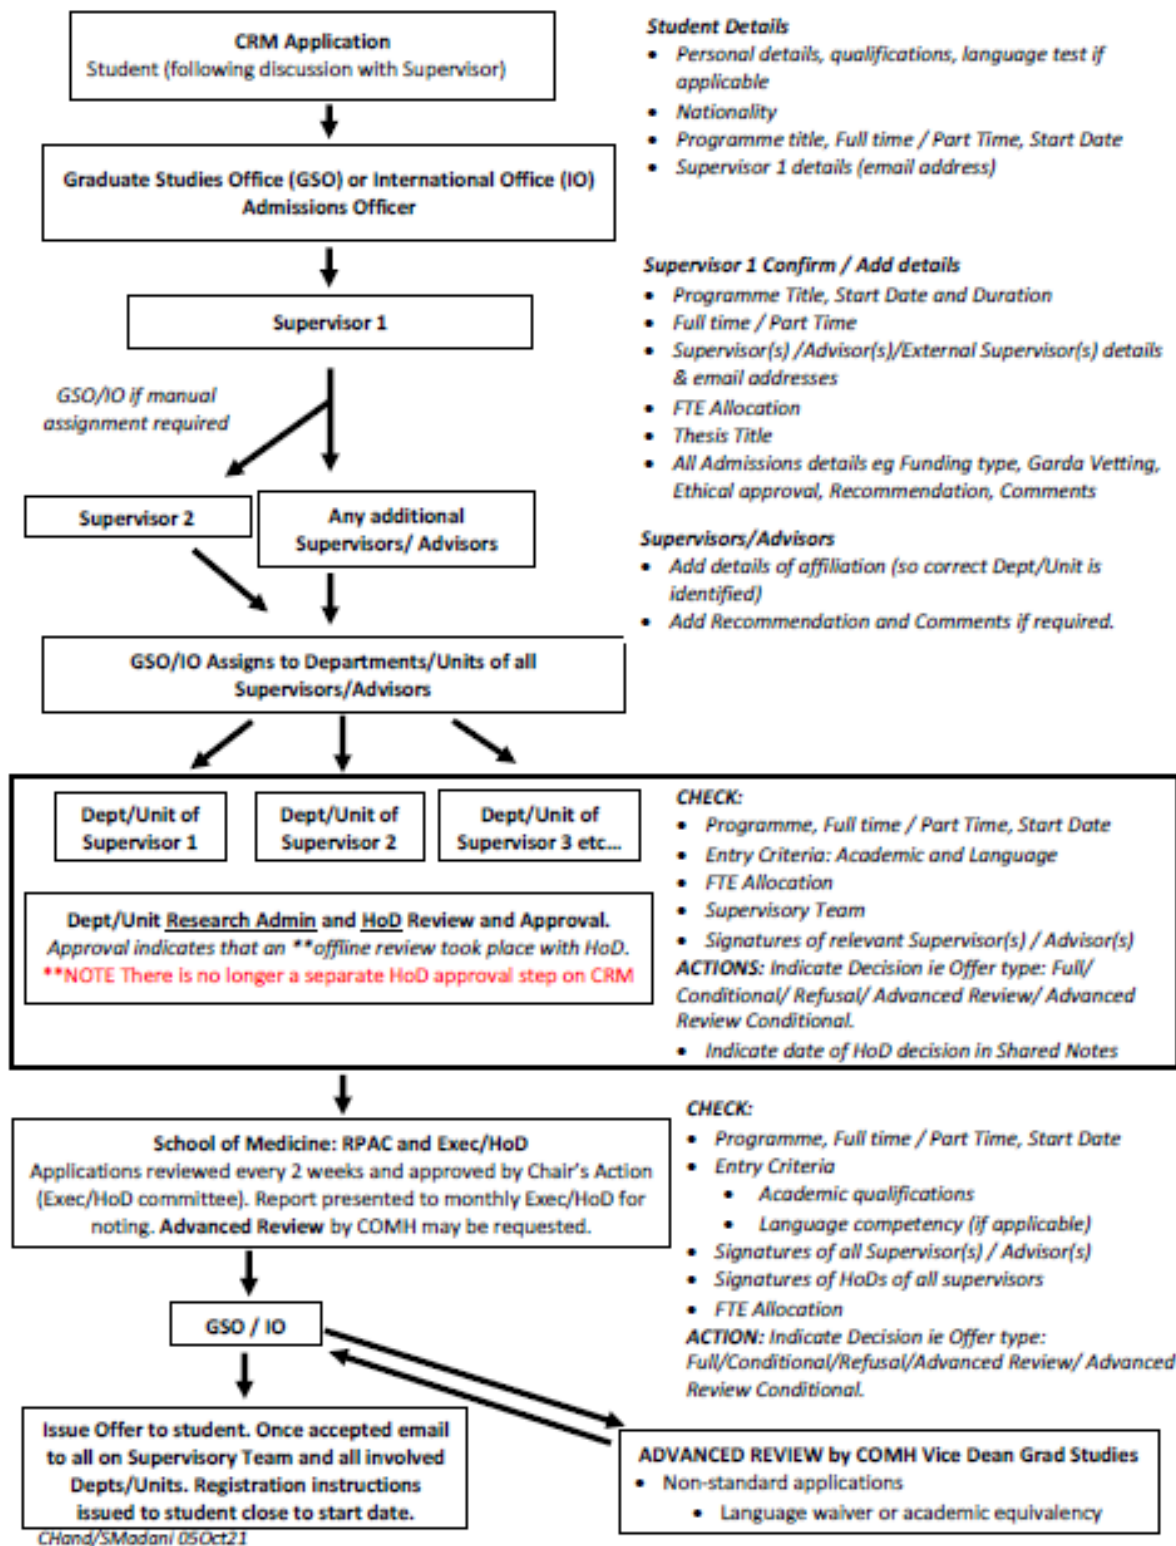 CRM Application
Student (following discussion with Supervisor)
Student Details
• Personal details, qualifications, language test if
applicable
• Nationality
• Programme title, Full time / Part Time, Start Date
• Supervisor 1 details (email address)
Graduate Studies Office (GSO) or International Office (IO)
Admissions Officer
Supervisor 1
Supervisor 1 Confirm / Add details
• Programme Title, Start Date and Duration
• Full time / Part Time
• Supervisor(s) /Advisor(s)/External Supervisor(s) details
& email addresses
• FTE Allocation
• Thesis Title
• All Admissions details eg Funding type, Garda Vetting,
Ethical approval, Recommendation, Comments
GSO/IO if manual
assignment required
Supervisor 2
Any additional
Supervisors/ Advisors
Supervisors/Advisors
• Add details of affiliation (so correct Dept/Unit is
identified)
• Add Recommendation and Comments if required.
GSO/IO Assigns to Departments/Units of all
Supervisors/Advisors
Dept/Unit of
Supervisor 1
Dept/Unit of
Supervisor 2
Dept/Unit of
Supervisor 3 etc...
Dept/Unit Research Admin and HoD Review and Approval.
Approval indicates that an **offline review took place with HoD.
**NOTE There is no longer a separate HoD approval step on CRM
CHECK:
• Programme, Full time / Part Time, Start Date
• Entry Criteria: Academic and Language
• FTE Allocation
• Supervisory Team
• Signatures of relevant Supervisor(s) / Advisor(s)
ACTIONS: Indicate Decision ie Offer type: Full/
Conditional/ Refusal/ Advanced Review/ Advanced
Review Conditional.
• Indicate date of HoD decision in Shared Notes
School of Medicine: RPAC and Exec/HoD
Applications reviewed every 2 weeks and approved by Chair's Action
(Exec/HoD committee). Report presented to monthly Exec/HoD for
noting. Advanced Review by COMH may be requested.
CHECK:
• Programme, Full time / Part Time, Start Date
• Entry Criteria
• Academic qualifications
• Language competency (if applicable)
• Signatures of all Supervisor(s) / Advisor(s)
• Signatures of HoDs of all supervisors
• FTE Allocation
ACTION: Indicate Decision ie Offer type:
Full/Conditional/Refusal/Advanced Review/ Advanced
Review Conditional.
GSO / IO
Issue Offer to student. Once accepted email
to all on Supervisory Team and all involved
Depts/Units. Registration instructions
issued to student close to start date.
ADVANCED REVIEW by COMH Vice Dean Grad Studies
• Non-standard applications
• Language waiver or academic equivalency
CHand/SMadani 05Oct21